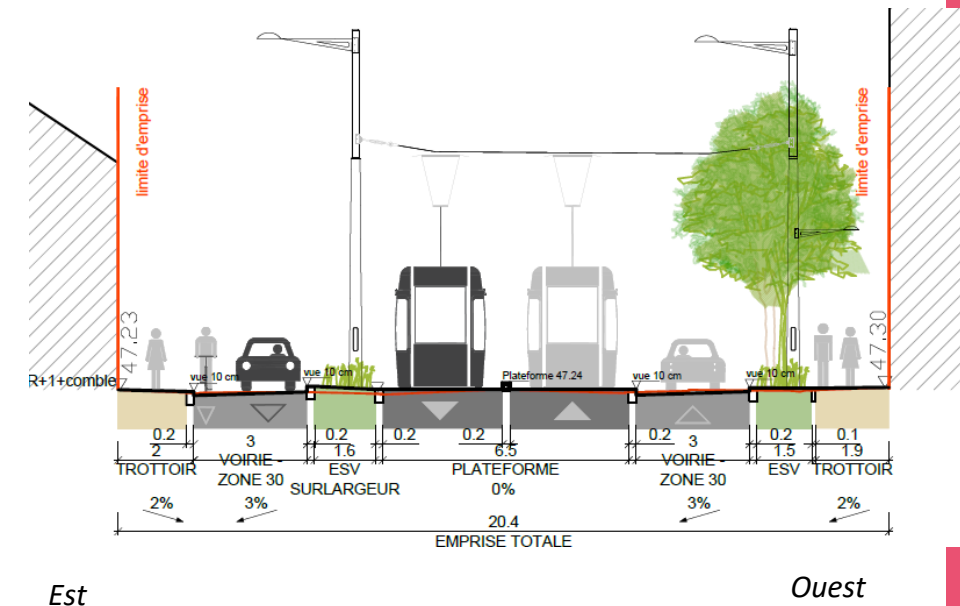 limite d'emprise
limite d'emprise
47.23
47.30
R+1+comble
vue 10 cm
vue 10 cm
Plateforme 47.24
vue 10 cm
vue 10 cm
0.2
0.2
0.2
0.2
0.2
0.2
0.1
2
3
1.6
6.5
3
1.5
1.9
TROTTOIR
VOIRIE -
ZONE 30
ESV
SURLARGEUR
PLATEFORME
0%
VOIRIE -
ZONE 30
ESV
TROTTOIR
2%
3%
3%
2%
20.4
EMPRISE TOTALE
Est
Ouest